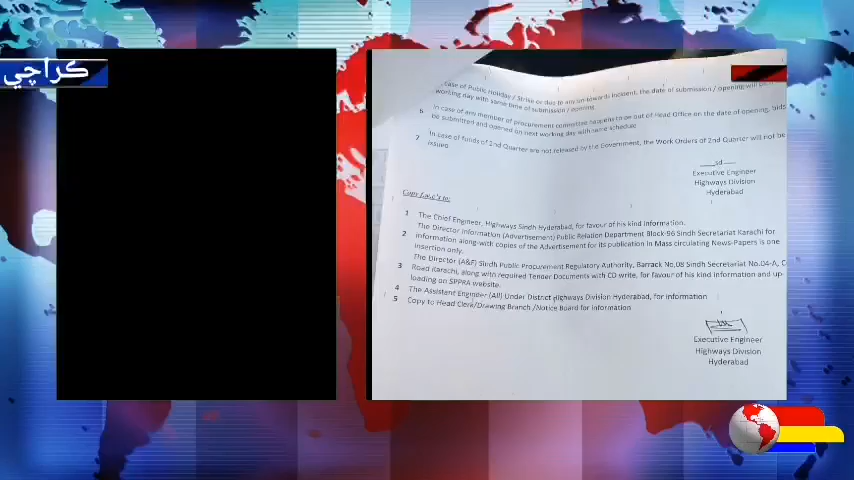 کراچي
case of Public Holiday / Strike or due to any un-towards incident, the date of submission / opening will be
working day with same time of submission / opening
6 In case of any member of procurement committee happens to be out of Head Office on the date of opening, bids
be submitted and opened on next working day with same schedule
7 In case of funds of 2nd Quarter are not released by the Government, the Work Orders of 2nd Quarter will not be
issued.
sd
Executive Engineer
Highways Division
Hyderabad
1 The Chief Engineer, Highways Sindh Hyderabad, for favour of his kind information.
2 The Director Information (Advertisement) Public Relation Department Block-96 Sindh Secretariat Karachi for
information along-with copies of the Advertisement for its publication in Mass circulating News-Papers is one
insertion only.
3 The Director (A&F) Sindh Public Procurement Regulatory Authority, Barrack No.08 Sindh Secretariat No.04-A, C
Road Karachi, along with required Tender Documents with CD write, for favour of his kind information and up-
loading on SPPRA website.
4 The Assistant Engineer (All) Under District Highways Division Hyderabad, for information
5 Copy to Head Clerk/Drawing Branch /Notice Board for information
Executive Engineer
Highways Division
Hyderabad